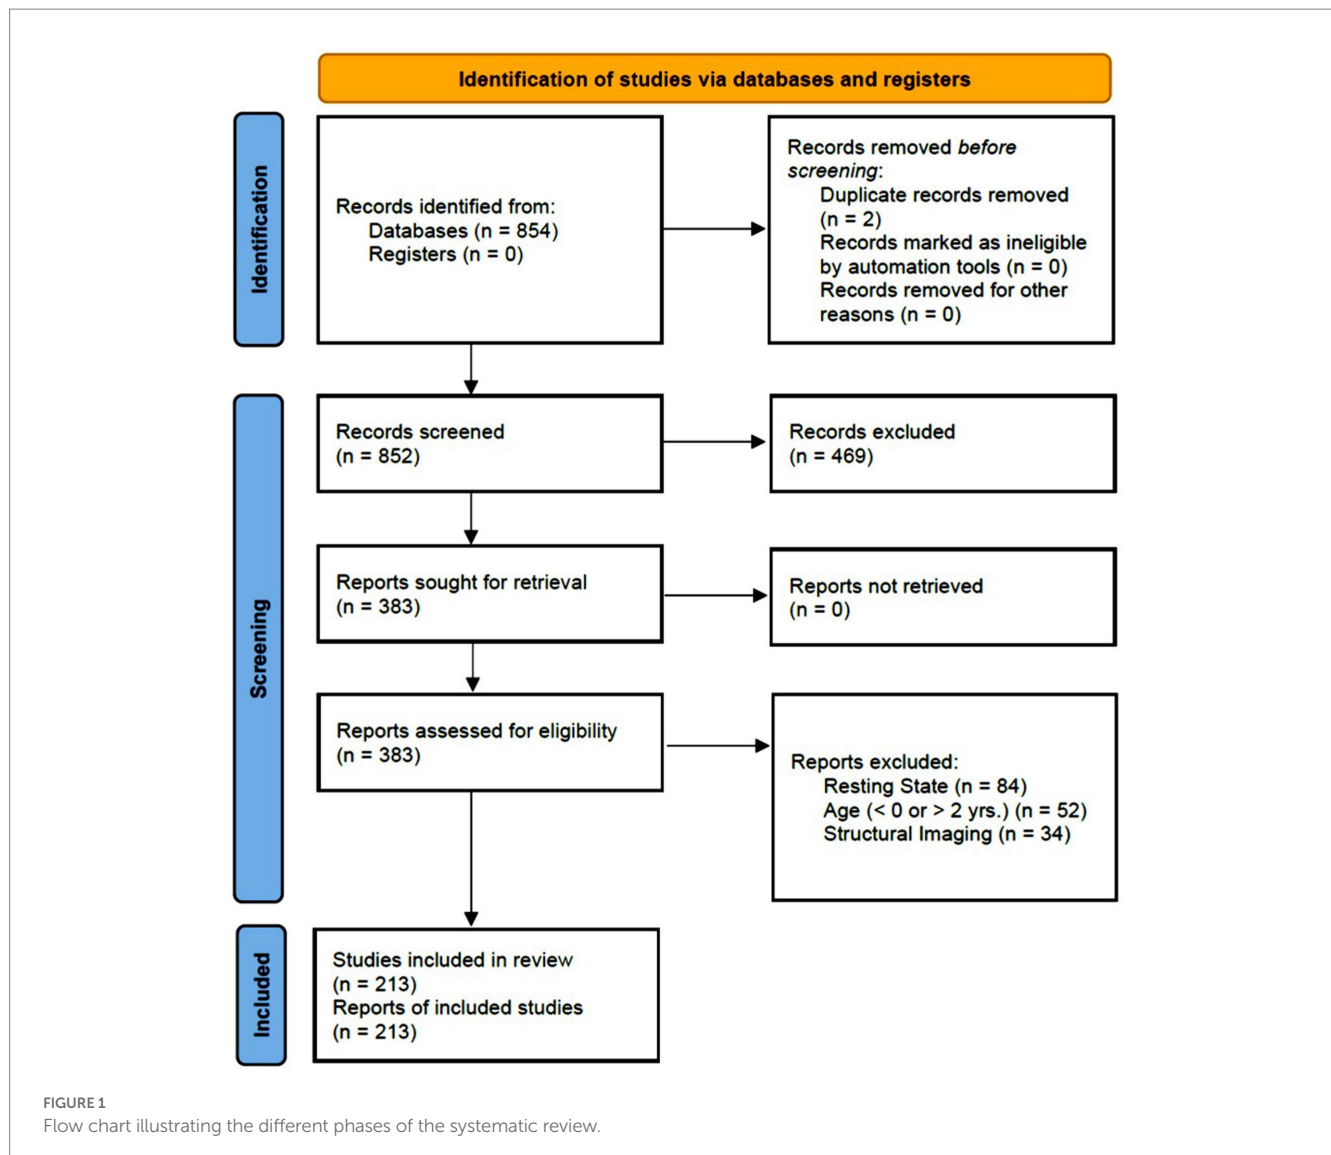 Identification of studies via databases and registers
Identification
Records identified from:
Databases (n = 854)
Registers (n = 0)
Records removed before
screening:
Duplicate records removed
(n = 2)
Records marked as ineligible
by automation tools (n = 0)
Records removed for other
reasons (n = 0)
Screening
Records screened
(n = 852)
Records excluded
(n = 469)
Reports sought for retrieval
(n = 383)
Reports not retrieved
(n = 0)
Reports assessed for eligibility
(n = 383)
Reports excluded:
Resting State (n = 84)
Age (< 0 or > 2 yrs.) (n = 52)
Structural Imaging (n = 34)
Included
Studies included in review
(n = 213)
Reports of included studies
(n = 213)
FIGURE 1
Flow chart illustrating the different phases of the systematic review.